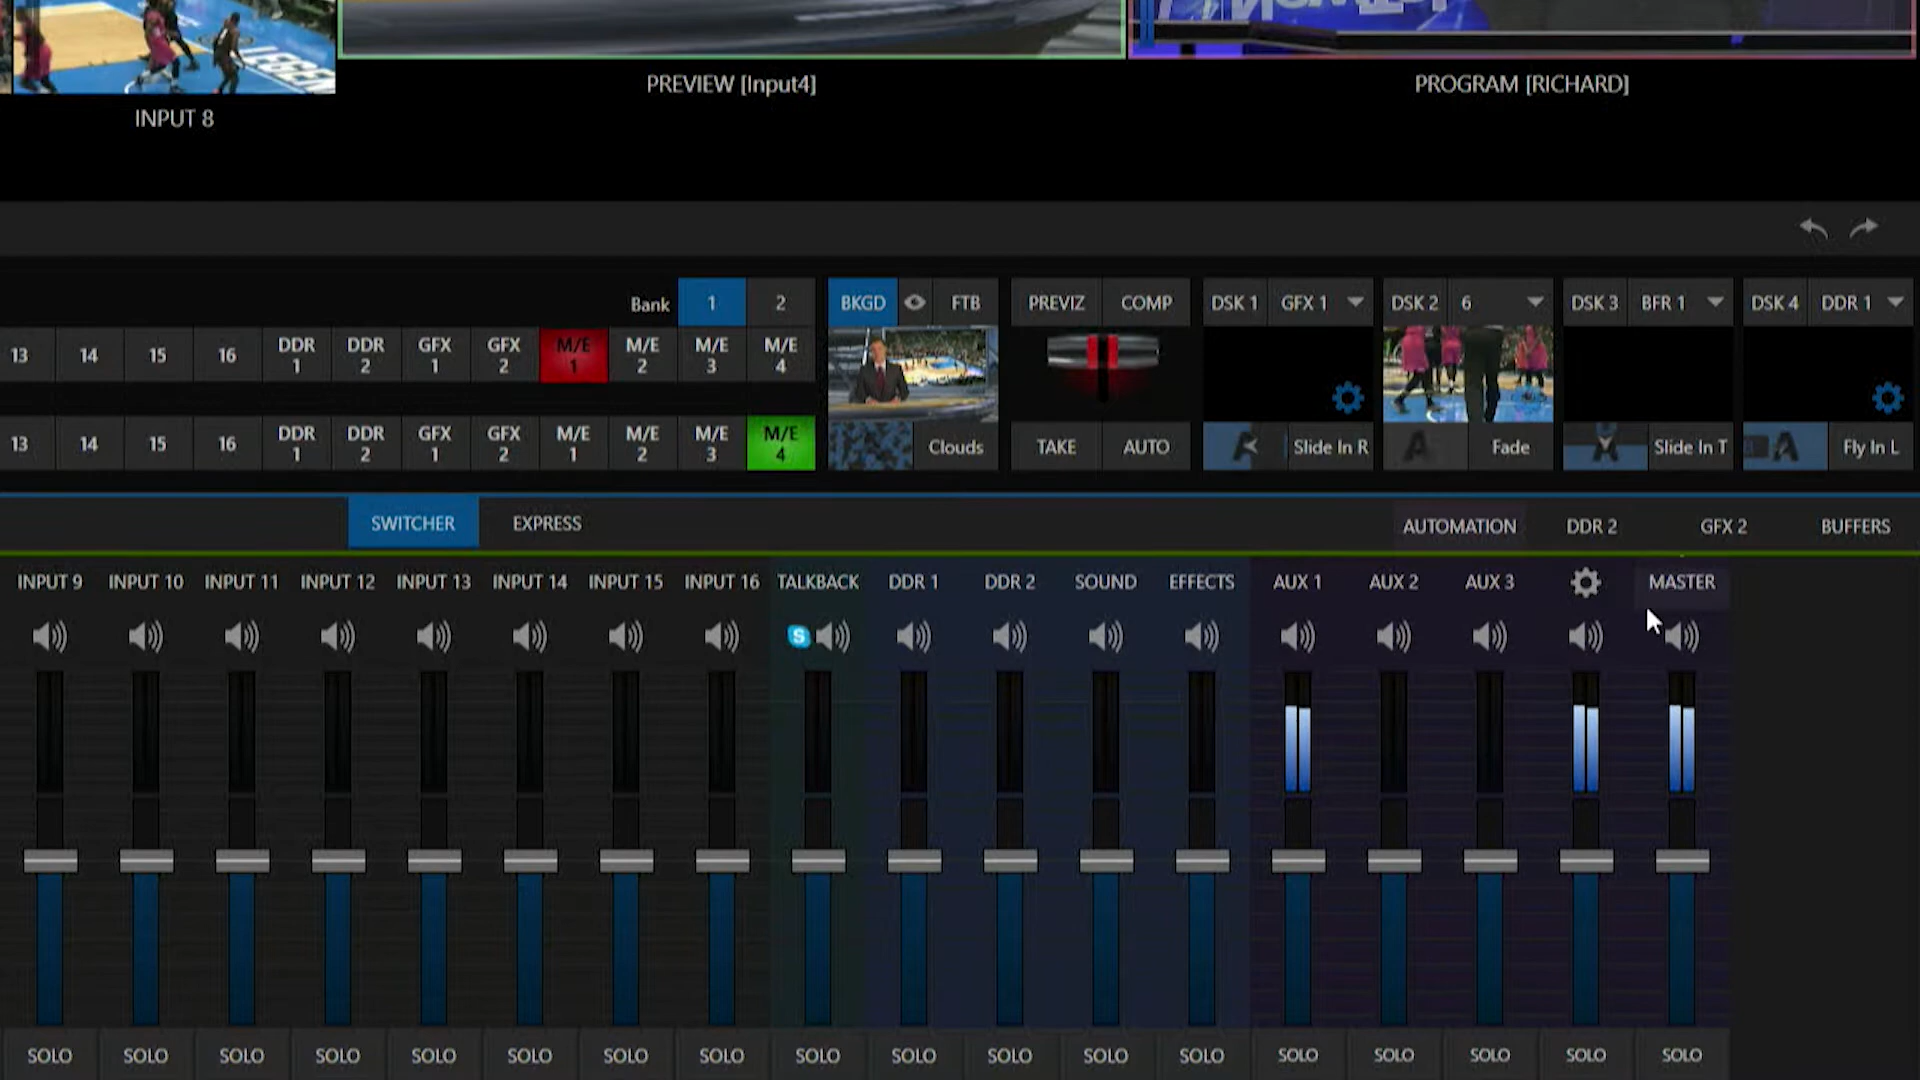 PREVIEW [Input4]
PROGRAM [RICHARD]
INPUT 8
Bank 1 2
BKGD FTB
PREVIZ COMP
DSK 1 GFX 1
DSK 2 6
DSK 3 BFR 1
DSK 4 DDR 1
13 14 15 16 DDR 1 DDR 2 GFX 1 GFX 2 M/E 1 M/E 2 M/E 3 M/E 4
13 14 15 16 DDR 1 DDR 2 GFX 1 GFX 2 M/E 1 M/E 2 M/E 3 M/E 4
Clouds
TAKE AUTO
A Slide In R
A Fade
A Slide In T
A Fly In L
SWITCHER EXPRESS AUTOMATION DDR 2 GFX 2 BUFFERS
INPUT 9 INPUT 10 INPUT 11 INPUT 12 INPUT 13 INPUT 14 INPUT 15 INPUT 16 TALKBACK DDR 1 DDR 2 SOUND EFFECTS AUX 1 AUX 2 AUX 3 MASTER
S
SOLO SOLO SOLO SOLO SOLO SOLO SOLO SOLO SOLO SOLO SOLO SOLO SOLO SOLO SOLO SOLO SOLO SOLO